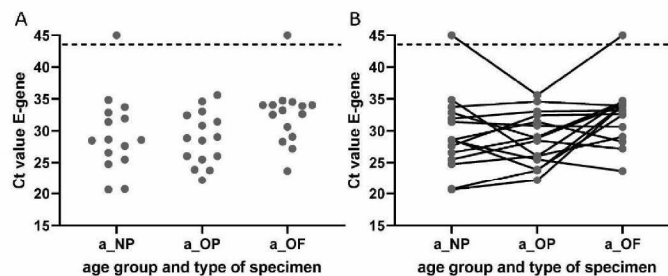 A
Ct value E-gene
45
45
40
35
30
25
20
15
a_NP
a_OP
a_OF
age group and type of specimen
B
Ct value E-gene
45
45
40
35
30
25
20
15
a_NP
a_OP
a_OF
age group and type of specimen